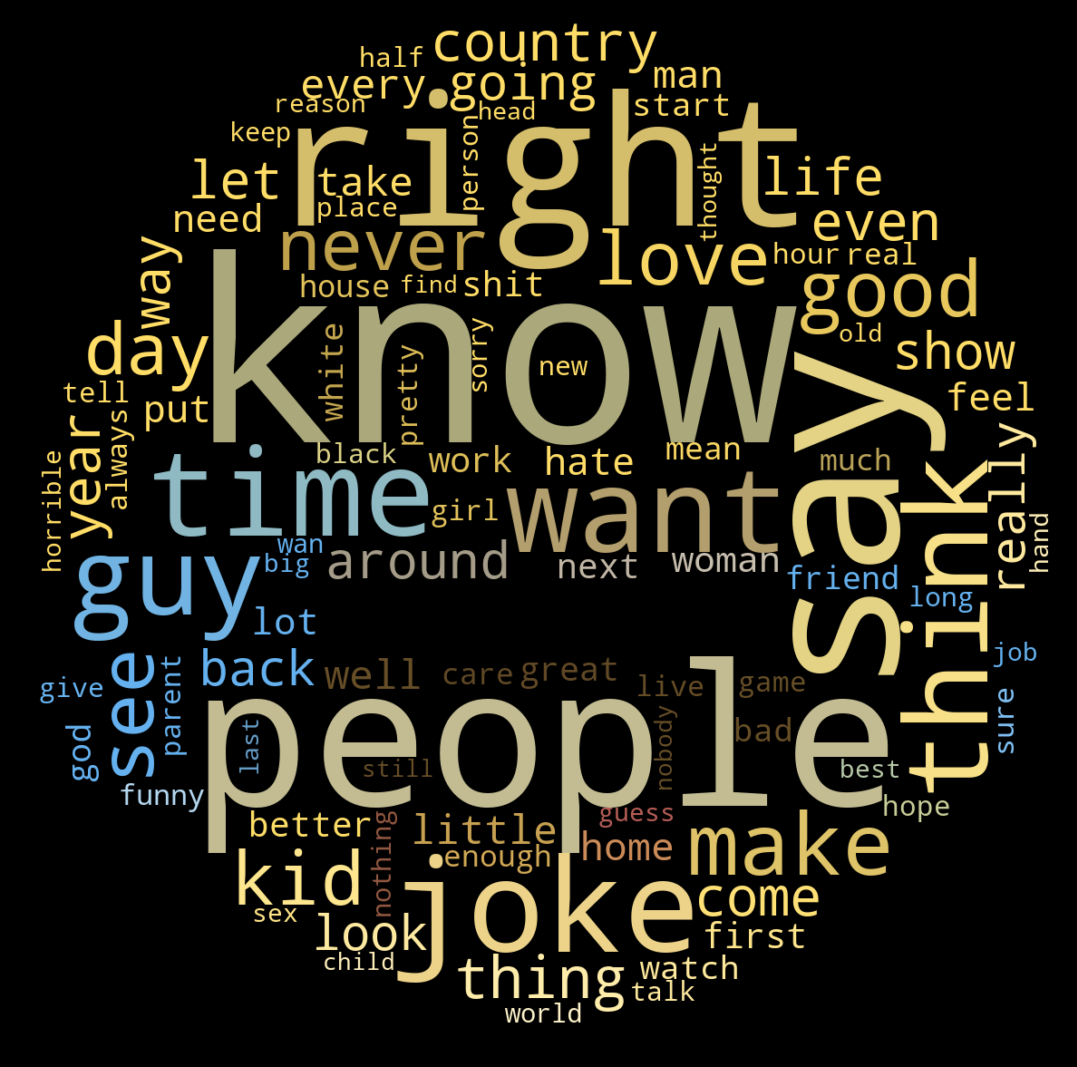 country
half
man
every
going
reason
head
start
keep
person
right
thought
let
take
life
place
need
even
never
love
hour
real
way
house
find
shit
good
know
day
white
sorry
old
show
pretty
new
tell
put
feel
say
year
always
black
work
hate
mean
much
really
horrible
time
girl
want
think
hand
wan
big
around
next
woman
friend
guy
long
lot
job
see
parent
back
well
care
great
live
game
give
god
last
people
nobody
bad
sure
still
best
funny
hope
better
nothing
little
guess
home
make
enough
kid
joke
come
sex
look
first
child
thing
watch
talk
world